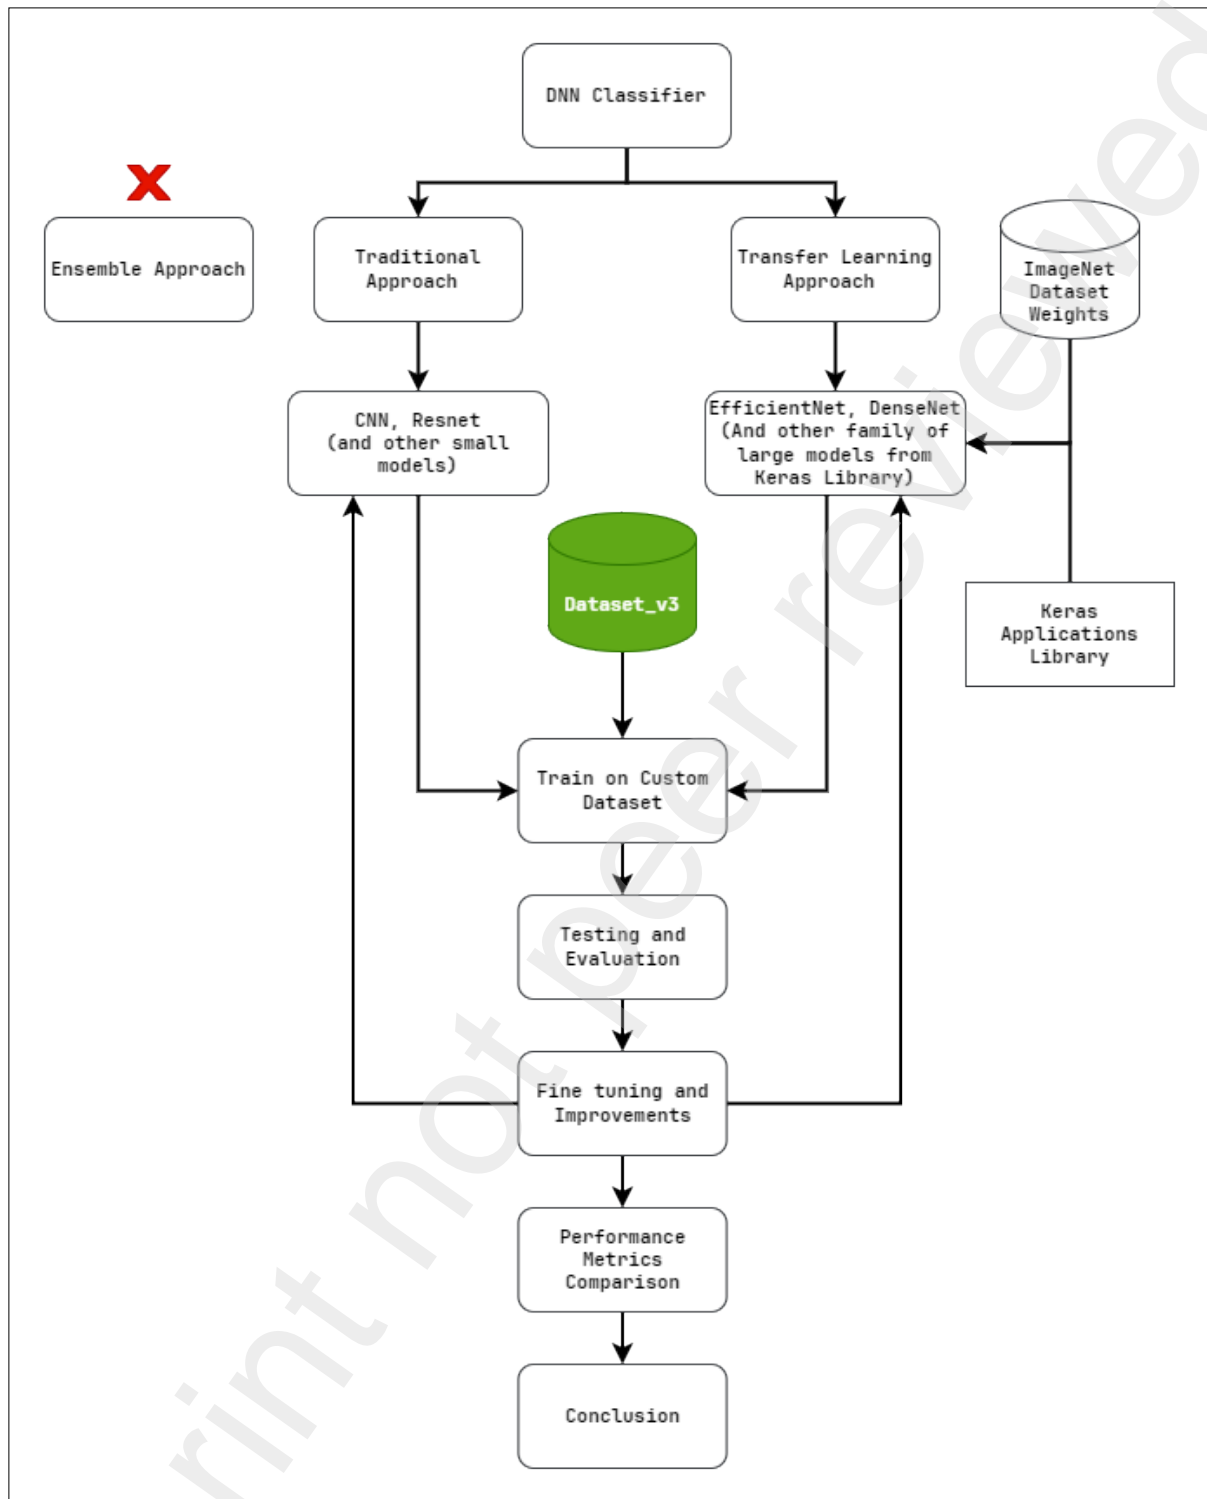 DNN Classifier
Ensemble Approach
Traditional
Approach
Transfer Learning
Approach
ImageNet
Dataset
Weights
CNN, Resnet
(and other small
models)
EfficientNet, DenseNet
(And other family of
large models from
Keras Library)
Dataset_v3
Keras
Applications
Library
Train on Custom
Dataset
Testing and
Evaluation
Fine tuning and
Improvements
Performance
Metrics
Comparison
Conclusion
rint not peer reviewed